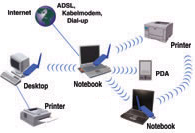 Internet
ADSL,
Kabelmodem,
Dial-up
Printer
PDA
Notebook
Desktop
Printer
Notebook